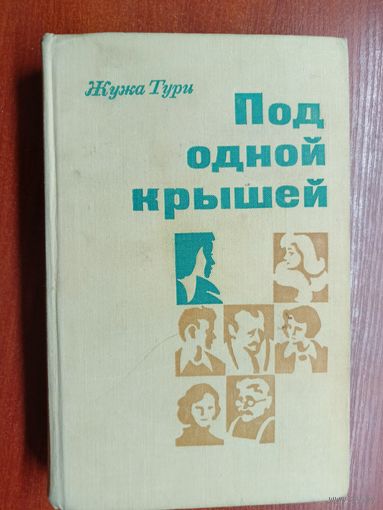 Жужа Тури
Под
одной
крышей